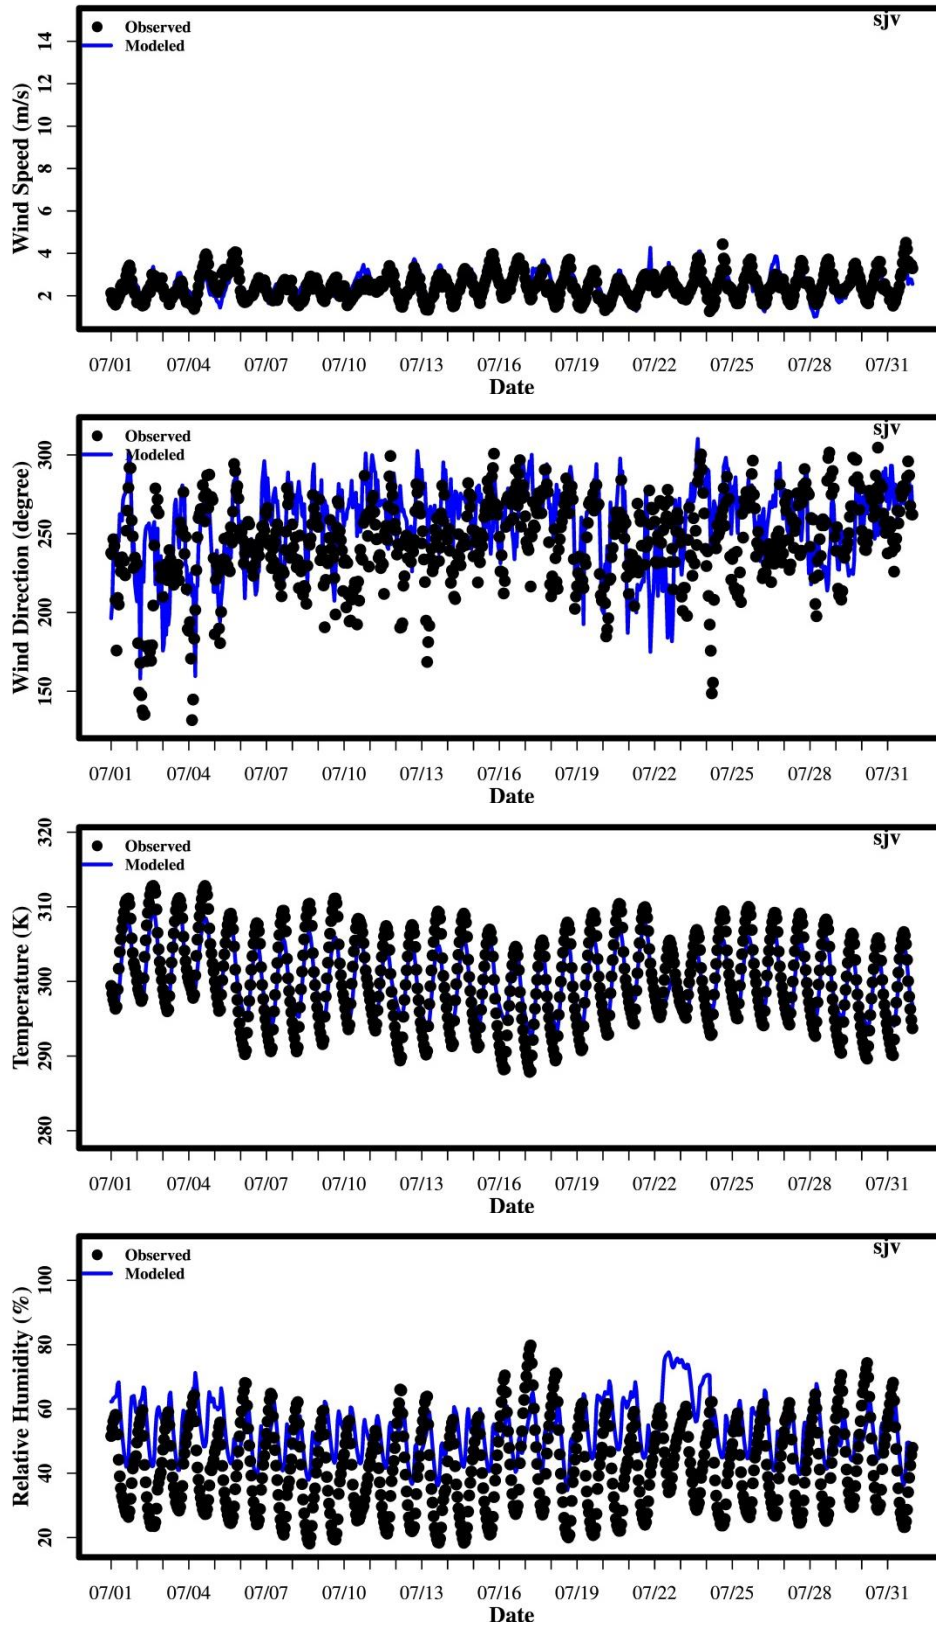 sjv
Observed
Modeled
Wind Speed (m/s)
2 4 6 8 10 12 14
07/01 07/04 07/07 07/10 07/13 07/16 07/19 07/22 07/25 07/28 07/31
Date
sjv
Observed
Modeled
Wind Direction (degree)
150 200 250 300
07/01 07/04 07/07 07/10 07/13 07/16 07/19 07/22 07/25 07/28 07/31
Date
sjv
Observed
Modeled
Temperature (K)
280 290 300 310 320
07/01 07/04 07/07 07/10 07/13 07/16 07/19 07/22 07/25 07/28 07/31
Date
sjv
Observed
Modeled
Relative Humidity (%)
20 40 60 80 100
07/01 07/04 07/07 07/10 07/13 07/16 07/19 07/22 07/25 07/28 07/31
Date